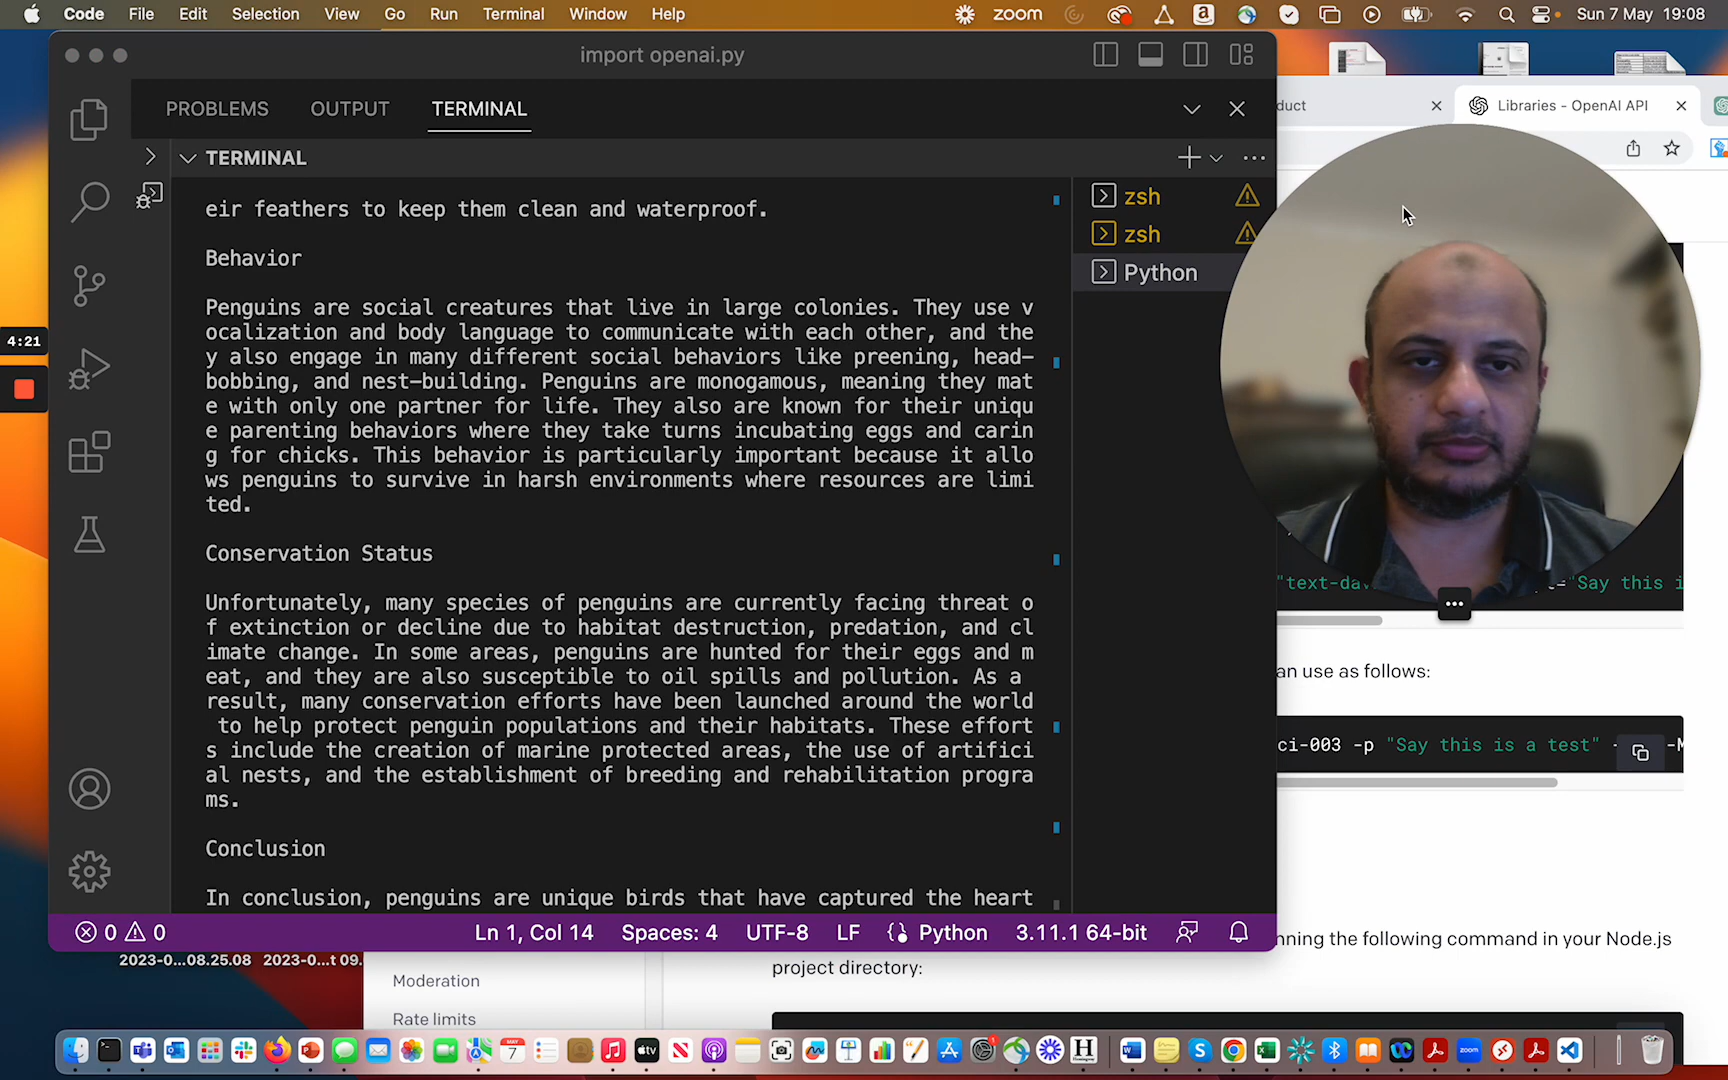 Code File Edit Selection View Go Run Terminal Window Help zoom Sun 7 May 19:08
import openai.py
PROBLEMS OUTPUT TERMINAL
duct
Libraries - OpenAI API
TERMINAL
zsh
zsh
Python
eir feathers to keep them clean and waterproof.
Behavior
Penguins are social creatures that live in large colonies. They use v
ocalization and body language to communicate with each other, and the
y also engage in many different social behaviors like preening, head-
bobbing, and nest-building. Penguins are monogamous, meaning they mat
e with only one partner for life. They also are known for their uniqu
e parenting behaviors where they take turns incubating eggs and carin
g for chicks. This behavior is particularly important because it allo
ws penguins to survive in harsh environments where resources are limi
ted.
4:21
Conservation Status
Unfortunately, many species of penguins are currently facing threat o
f extinction or decline due to habitat destruction, predation, and cl
imate change. In some areas, penguins are hunted for their eggs and m
eat, and they are also susceptible to oil spills and pollution. As a
result, many conservation efforts have been launched around the world
to help protect penguin populations and their habitats. These effort
s include the creation of marine protected areas, the use of artifici
al nests, and the establishment of breeding and rehabilitation progra
ms.
Conclusion
In conclusion, penguins are unique birds that have captured the heart
"text-da "Say this i
an use as follows:
ci-003 -p "Say this is a test"
0 0 Ln 1, Col 14 Spaces: 4 UTF-8 LF Python 3.11.1 64-bit
nning the following command in your Node.js
project directory:
2023-0...08.25.08 2023-0...t 09.
Moderation
Rate limits